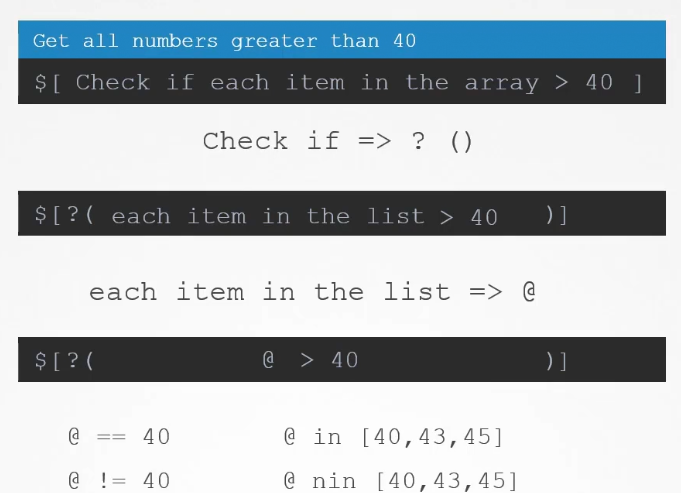 Get all numbers greater than 40
$[ Check if each item in the array > 40 ]
Check if => ? ()
$[?( each item in the list > 40 )]
each item in the list => @
$[?( @ > 40 )]
@ == 40 @ in [40,43,45]
@ != 40 @ nin [40,43,45]